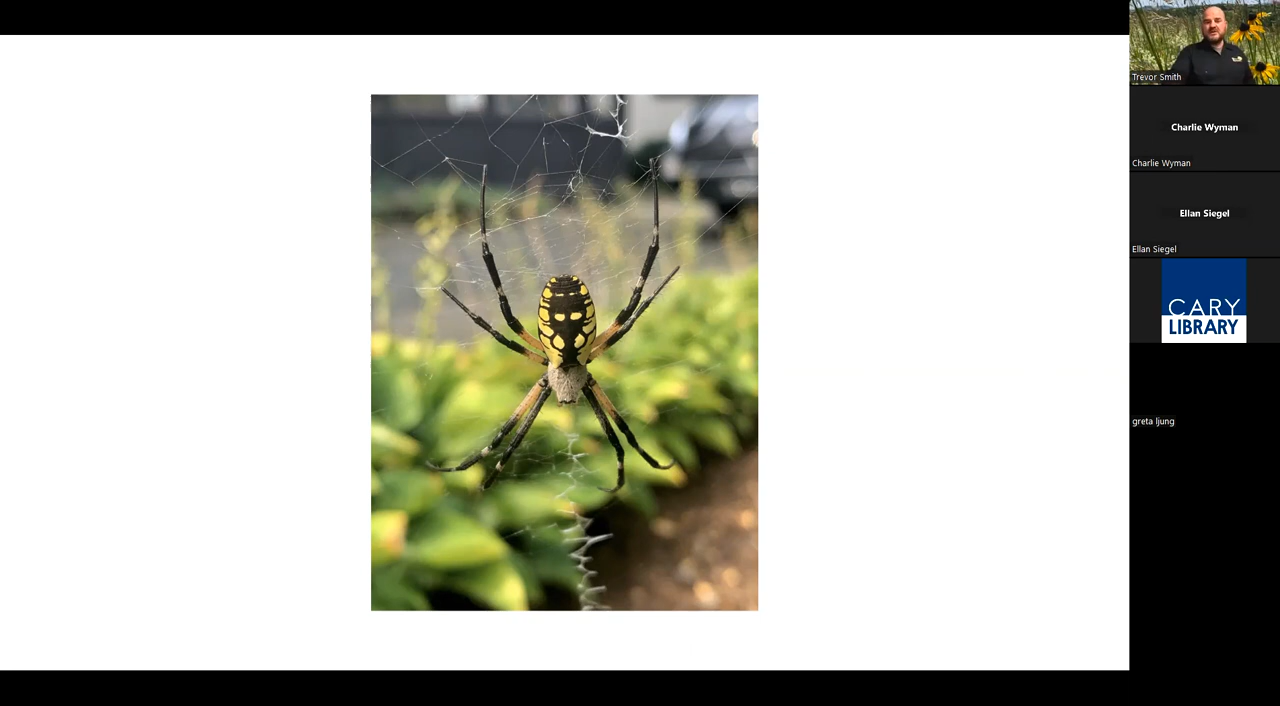 Trevor Smith
Charlie Wyman
Charlie Wyman
Ellan Siegel
Ellan Siegel
CARY
LIBRARY
greta ljung